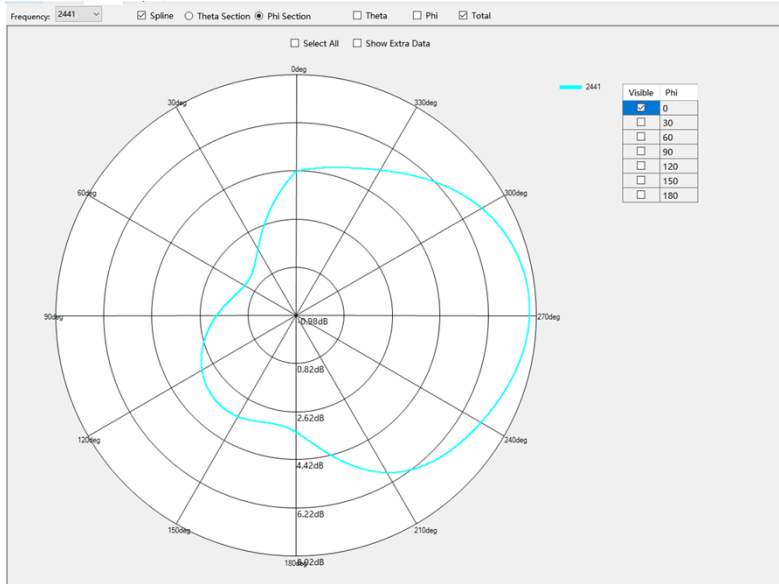 Frequency: 2441 Spline Theta Section Phi Section Theta Phi Total
Select All Show Extra Data
0deg
2441
Visible Phi
0
30
60
90
120
150
180
30deg
330deg
60deg
300deg
90deg
-0.98dB
270deg
0.82dB
2.62dB
120deg
240deg
4.42dB
6.22dB
150deg
210deg
180deg